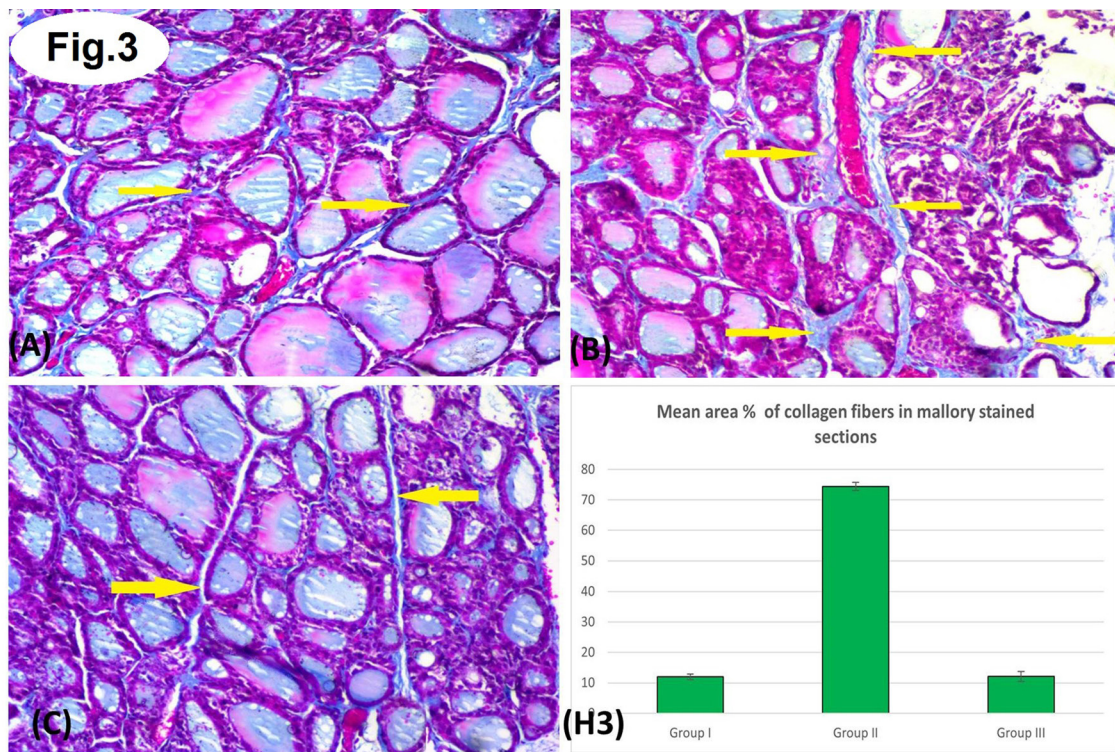 Fig.3
(A)
(B)
(C)
Mean area % of collagen fibers in mallory stained
sections
80
70
60
50
40
30
20
10
0
Group I
Group II
Group III
(H3)